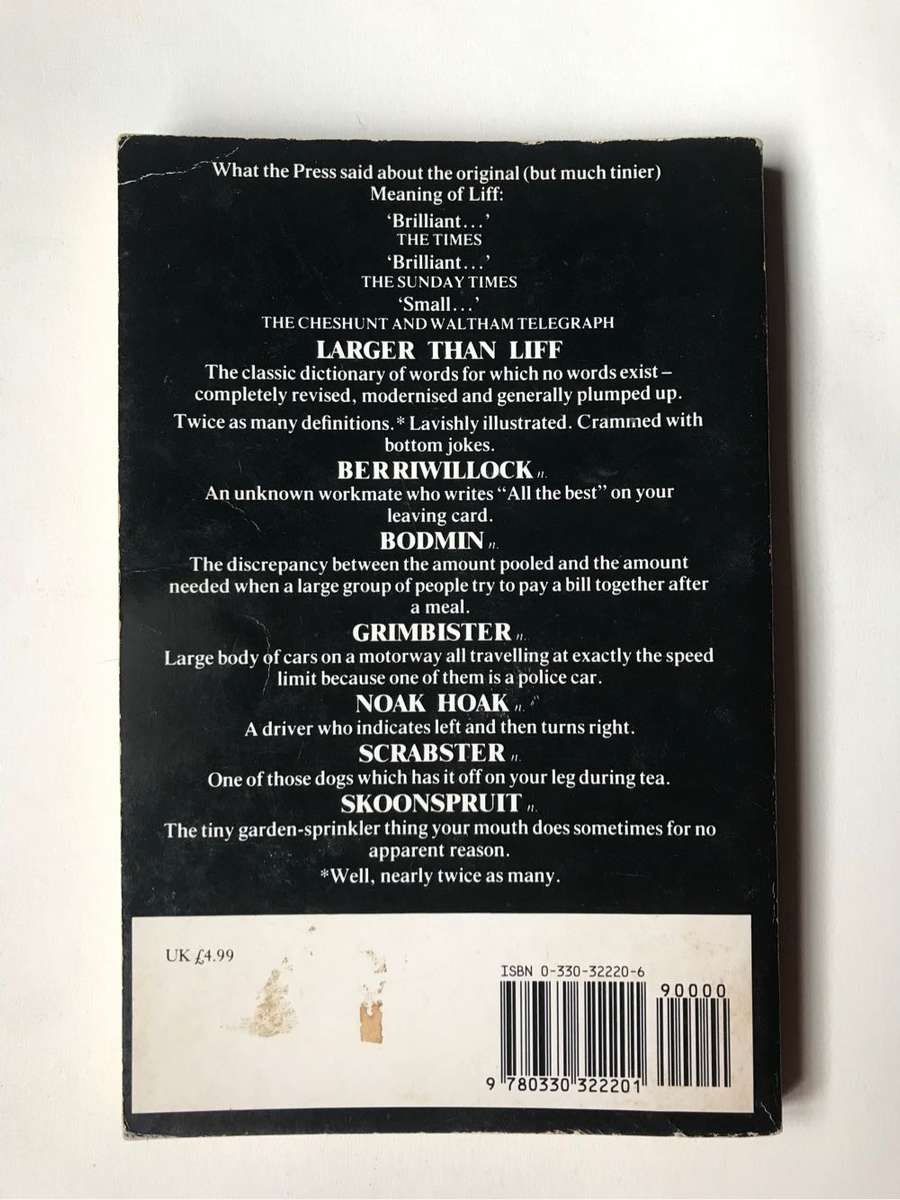 What the Press said about the original (but much tinier)
Meaning of Liff:
‘Brilliant...’
THE TIMES
‘Brilliant...’
THE SUNDAY TIMES
‘Small...’
THE CHESHUNT AND WALTHAM TELEGRAPH
LARGER THAN LIFF
The classic dictionary of words for which no words exist –
completely revised, modernised and generally plumped up.
Twice as many definitions.* Lavishly illustrated. Crammed with
bottom jokes.
BERRIWILLOCK n.
An unknown workmate who writes “All the best” on your
leaving card.
BODMIN n.
The discrepancy between the amount pooled and the amount
needed when a large group of people try to pay a bill together after
a meal.
GRIMBISTER n.
Large body of cars on a motorway all travelling at exactly the speed
limit because one of them is a police car.
NOAK HOAK n.
A driver who indicates left and then turns right.
SCRABSTER n.
One of those dogs which has it off on your leg during tea.
SKOONSPRUIT n.
The tiny garden-sprinkler thing your mouth does sometimes for no
apparent reason.
*Well, nearly twice as many.
UK £4.99
ISBN 0-330-32220-6
90000
9 780330 322201